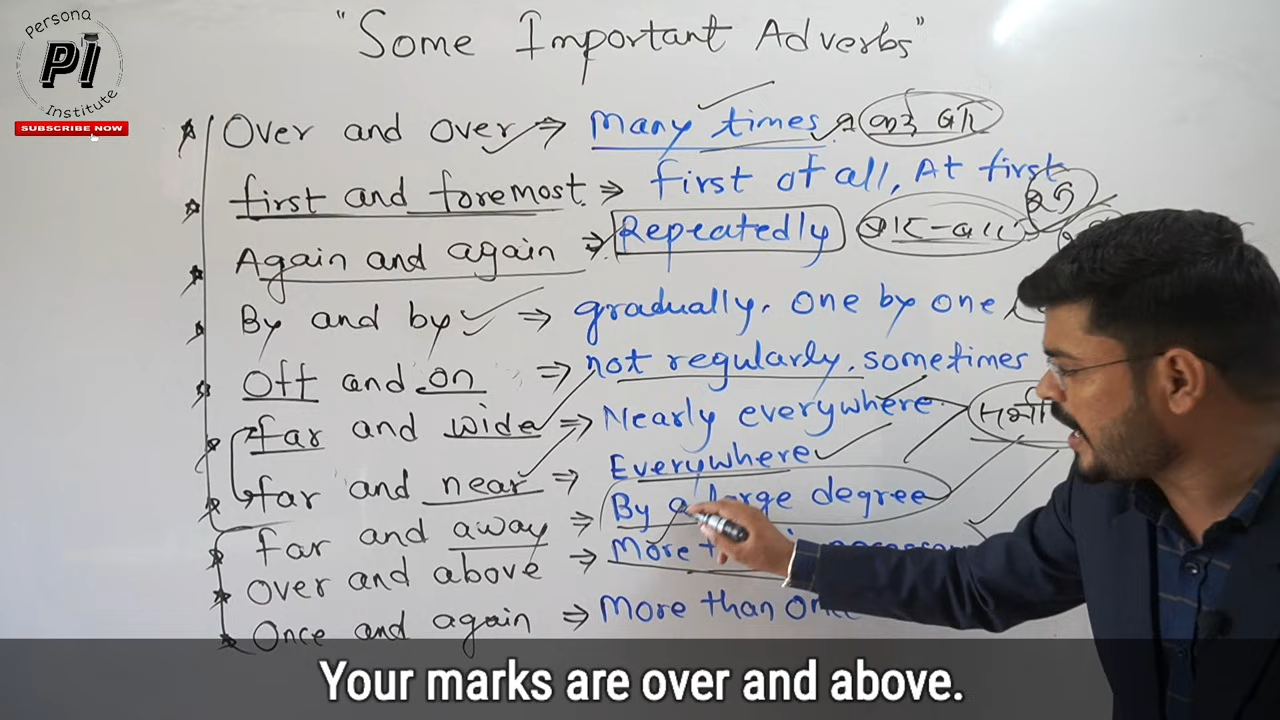 Persona
PI
Institute
SUBSCRIBE NOW
"Some Important Adverbs"
Over and over ⇒ Many times
first and foremost ⇒ First of all, At first
Again and again ⇒ Repeatedly
By and by ⇒ gradually, One by one
Off and on ⇒ not regularly, sometimes
far and wide ⇒ Nearly everywhere
far and near ⇒ Everywhere
far and away ⇒ By a large degree
Over and above ⇒ More
Once and again ⇒ More than
Your marks are over and above.